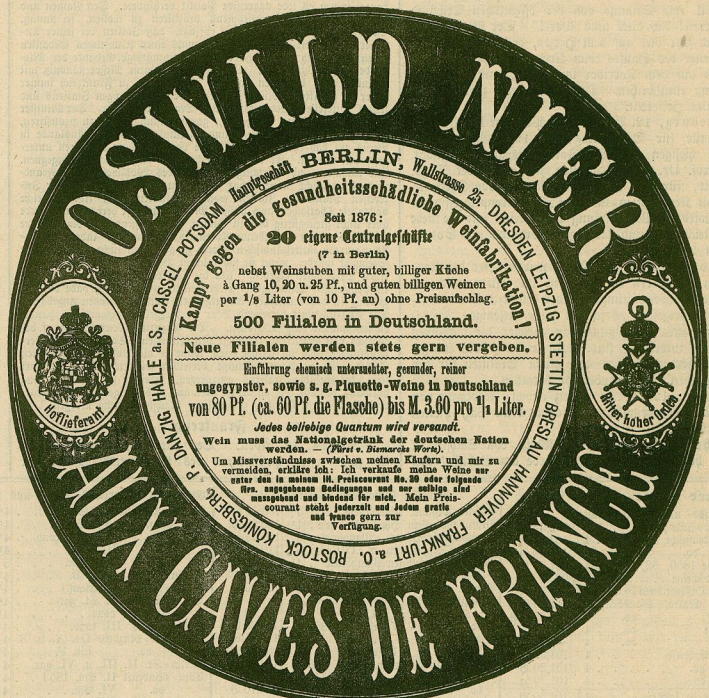 OSWALD NIER
Hauptgeschäft BERLIN, Wallstrasse 25.
DRESDEN LEIPZIG STETTIN BRESLAU HANNOVER FRANKFURT a.O. ROSTOCK KÖNIGSBERG i. P. DANZIG HALLE a. S. CASSEL POTSDAM
Kampf gegen die gesundheitsschädliche Weinfabrikation!
Seit 1876:
20 eigene Centralgeschäfte
(7 in Berlin)
nebst Weinstuben mit guter, billiger Küche
à Gang 10, 20 u. 25 Pf., und guten billigen Weinen
per 1/8 Liter (von 10 Pf. an) ohne Preisaufschlag.
500 Filialen in Deutschland.
Neue Filialen werden stets gern vergeben.
Einführung chemisch untersuchter, gesunder, reiner
ungegypster, sowie s. g. Piquette-Weine in Deutschland
von 80 Pf. (ca. 60 Pf. die Flasche) bis M. 3.60 pro 1/1 Liter.
Jedes beliebige Quantum wird versandt.
Wein muss das Nationalgetränk der deutschen Nation
werden. — (Fürst v. Bismarcks Worte).
Um Missverständnisse zwischen meinen Käufern und mir zu
vermeiden, erkläre ich: Ich verkaufe meine Weine nur
unter den in meinem ill. Preiscourant No. 20 oder folgende
Nrn. angegebenen Bedingungen und nur selbige sind
massgebend und bindend für mich. Mein Preis-
courant steht jederzeit und Jedem gratis
und franco gern zur
Verfügung.
Hoflieferant
Ritter hoher Orden.
AUX CAVES DE FRANCE